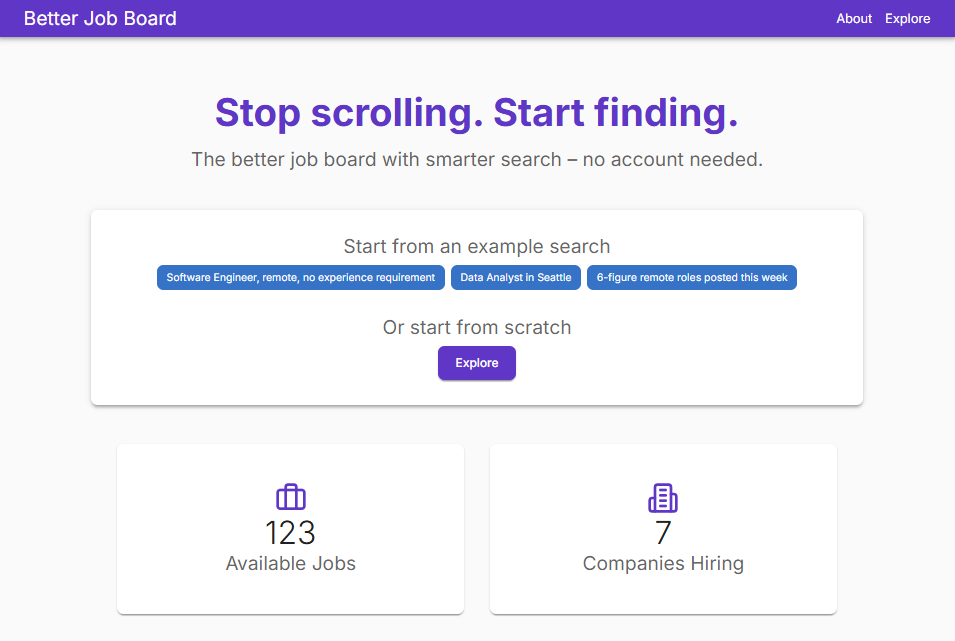 Better Job Board
About Explore
Stop scrolling. Start finding.
The better job board with smarter search – no account needed.
Start from an example search
Software Engineer, remote, no experience requirement Data Analyst in Seattle 6-figure remote roles posted this week
Or start from scratch
Explore
123
Available Jobs
7
Companies Hiring